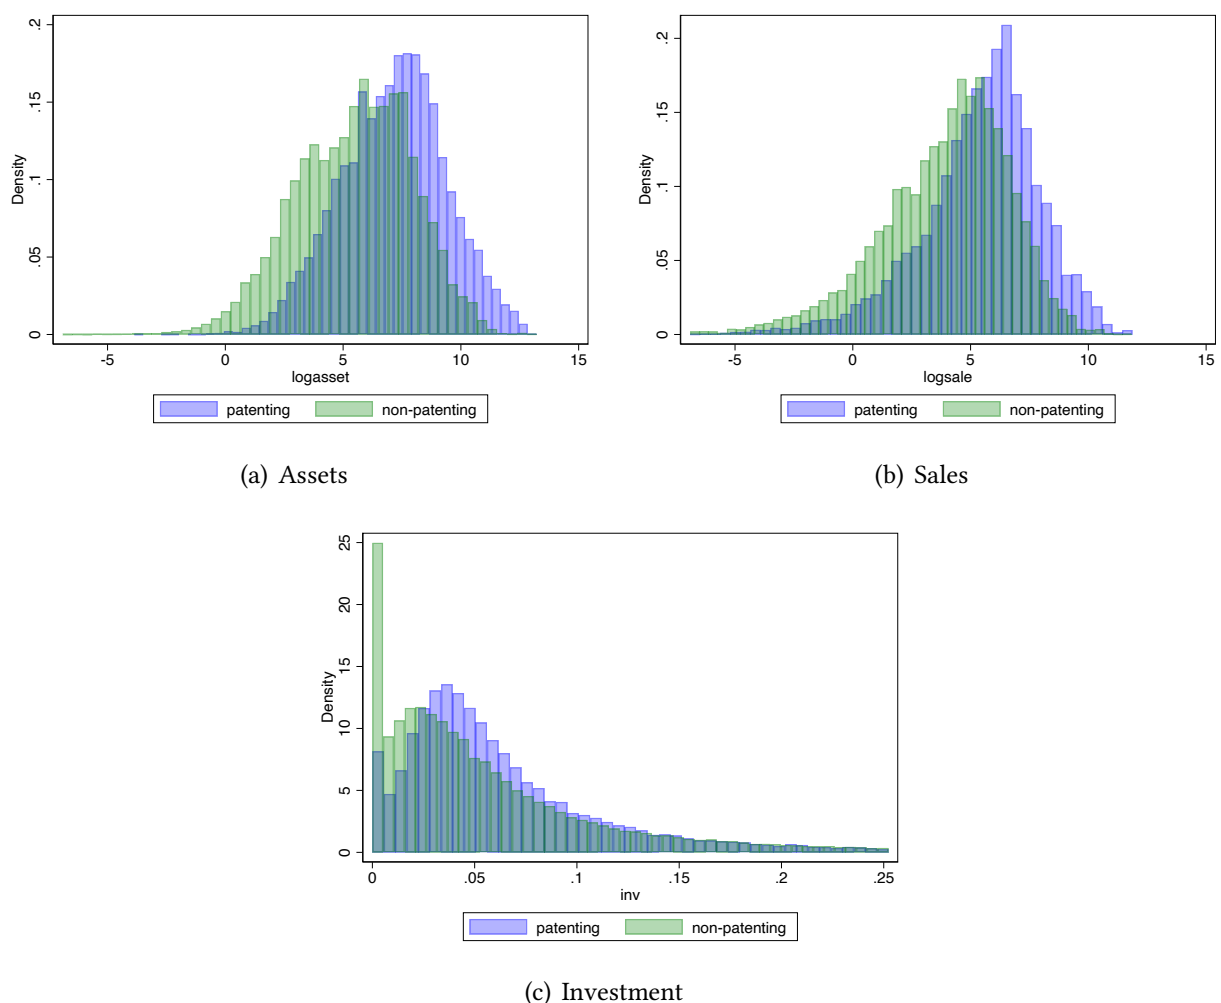 .2
.15
.1
.05
0
Density
-5 0 5 10 15
logasset
patenting non-patenting
(a) Assets
.2
.15
.1
.05
0
Density
-5 0 5 10 15
logsale
patenting non-patenting
(b) Sales
25
20
15
10
5
0
Density
0 .05 .1 .15 .2 .25
inv
patenting non-patenting
(c) Investment